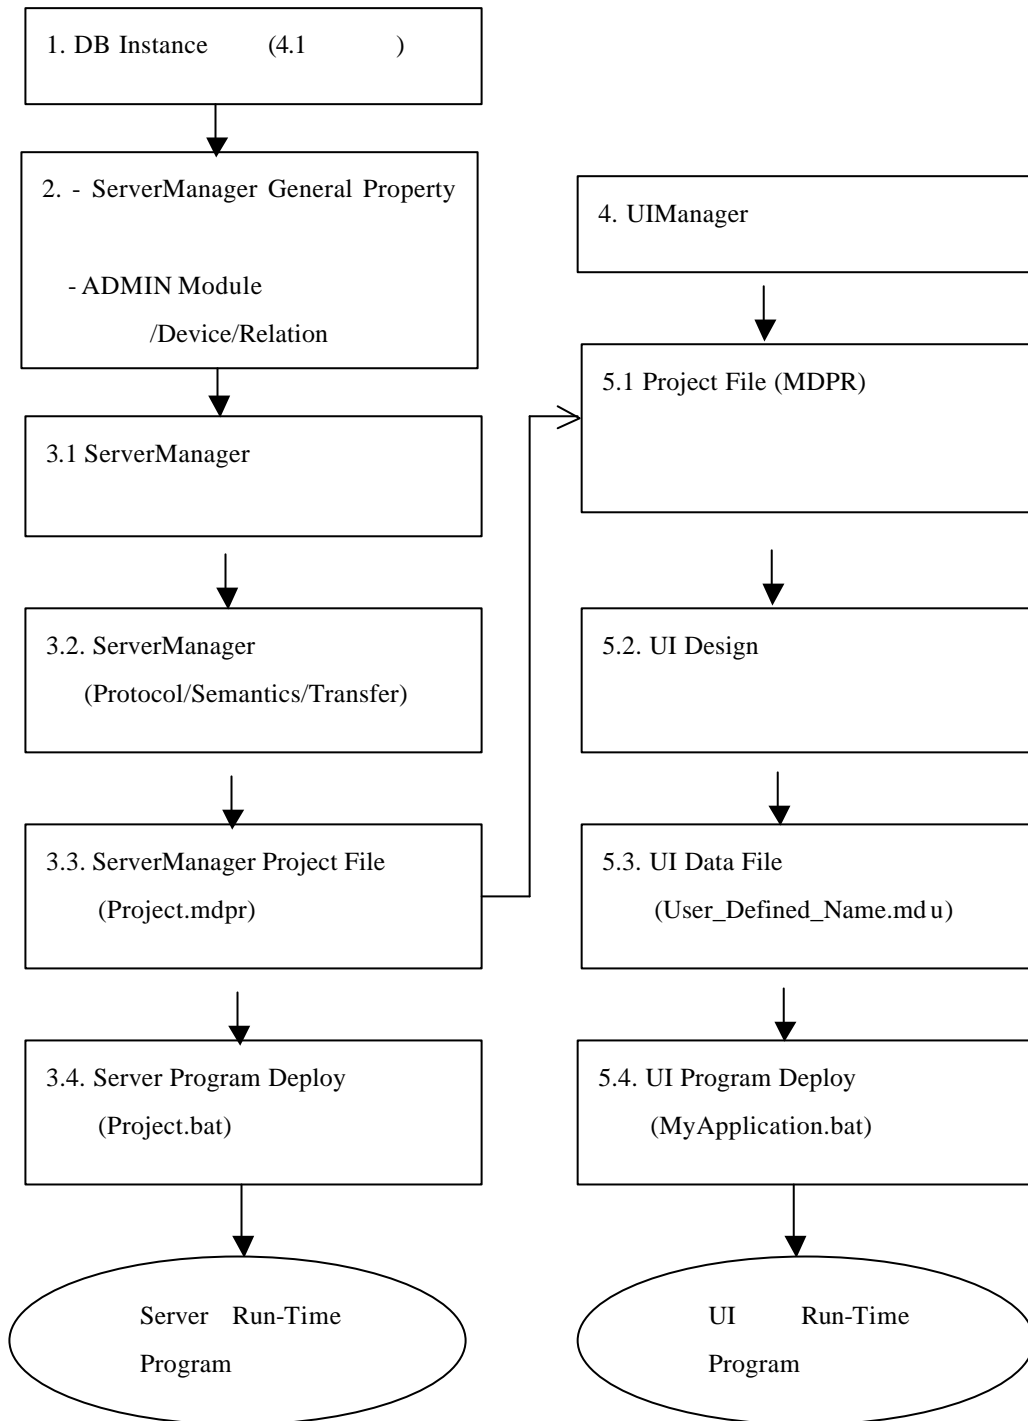 1. DB Instance (4.1 )
2. - ServerManager General Property
- ADMIN Module
/Device/Relation
3.1 ServerManager
3.2. ServerManager
(Protocol/Semantics/Transfer)
3.3. ServerManager Project File
(Project.mdpr)
3.4. Server Program Deploy
(Project.bat)
Server Run-Time
Program
4. UIManager
5.1 Project File (MDPR)
5.2. UI Design
5.3. UI Data File
(User_Defined_Name.mdu)
5.4. UI Program Deploy
(MyApplication.bat)
UI Run-Time
Program